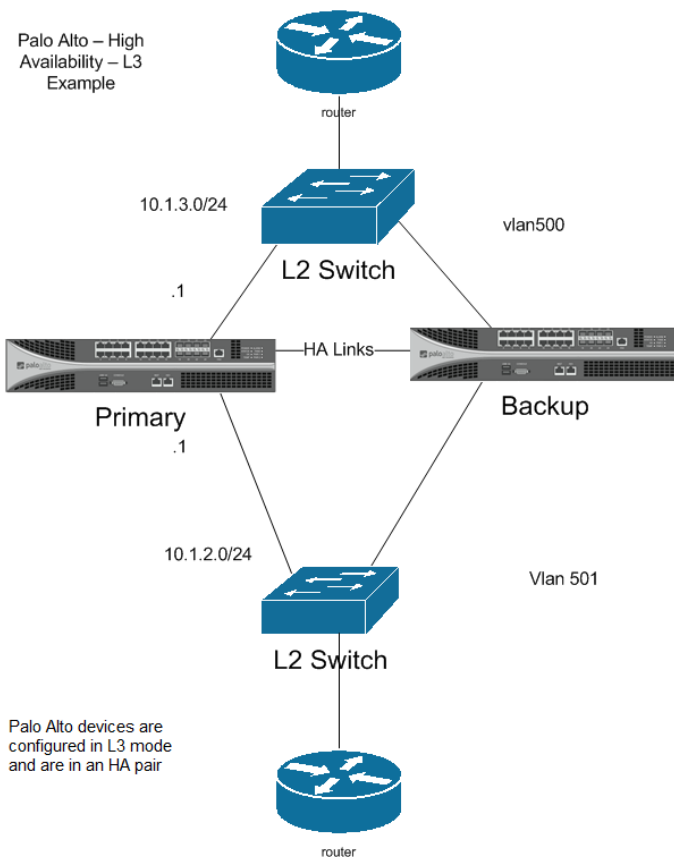 Palo Alto – High
Availability – L3
Example
router
10.1.3.0/24
vlan500
L2 Switch
.1
HA Links
paloalto
paloalto
Primary
Backup
.1
10.1.2.0/24
Vlan 501
L2 Switch
Palo Alto devices are
configured in L3 mode
and are in an HA pair
router